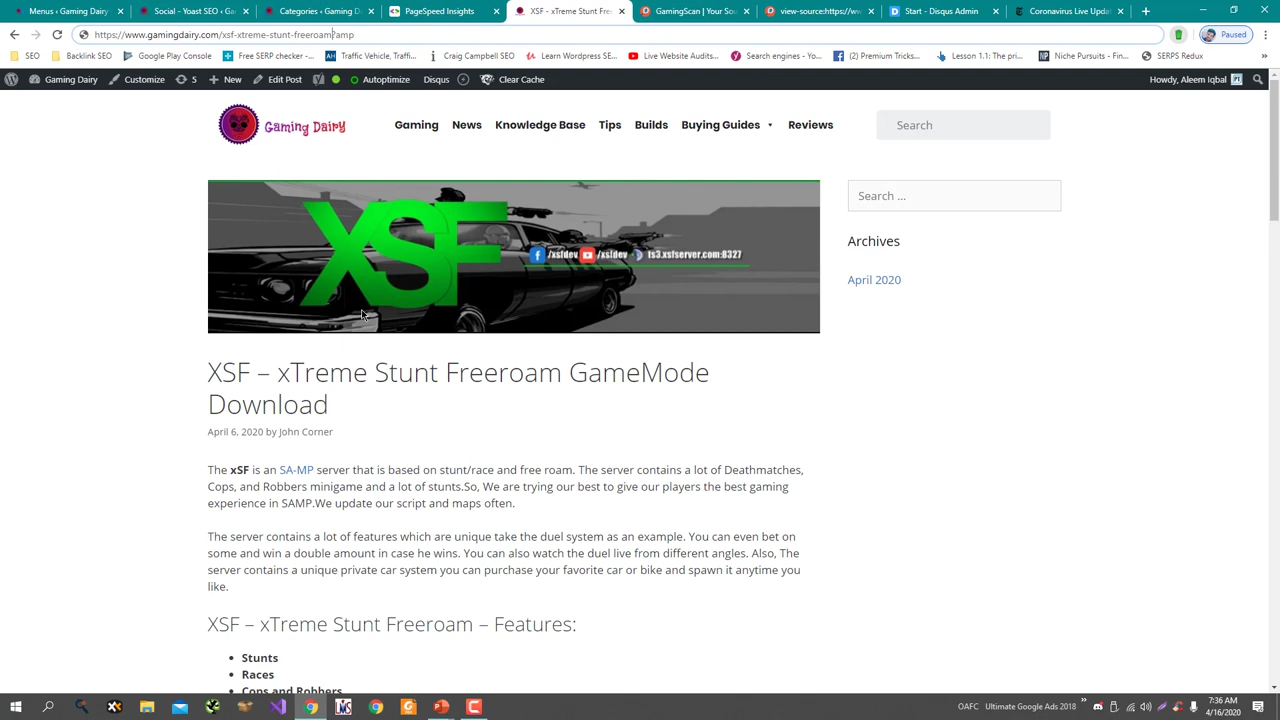 Menus ‹ Gaming Da
Social - Yoast SEO ‹ Ga
Categories ‹ Gaming Da
PageSpeed Insights
XSF - xTreme Stunt Free
GamingScan | Your Sou
view-source:https://ww
Start - Disqus Admin
Coronavirus Live Updat
https://www.gamingdairy.com/xsf-xtreme-stunt-freeroam/?amp
Paused
SEO
Backlink SEO
Google Play Console
Free SERP checker -...
Traffic Value, Traffi...
Craig Campbell SEO
Learn Wordpress SE...
Live Website Audits...
Search engines - Yo...
(2) Premium Tricks...
Lesson 1.1: The pri...
Niche Pursuits - Fin...
SERPS Redux
Gaming Dairy
Customize
5
New
Edit Post
Autoptimize
Disqus
Clear Cache
Howdy, Aleem Iqbal
Gaming Dairy
Gaming
News
Knowledge Base
Tips
Builds
Buying Guides
Reviews
Search
XSF
/xsfdev
/xsfdev
ts3.xsfserver.com:8327
Search …
Archives
April 2020
XSF – xTreme Stunt Freeroam GameMode
Download
April 6, 2020 by John Corner
The xSF is an SA-MP server that is based on stunt/race and free roam. The server contains a lot of Deathmatches,
Cops, and Robbers minigame and a lot of stunts.So, We are trying our best to give our players the best gaming
experience in SAMP.We update our script and maps often.
The server contains a lot of features which are unique take the duel system as an example. You can even bet on
some and win a double amount in case he wins. You can also watch the duel live from different angles. Also, The
server contains a unique private car system you can purchase your favorite car or bike and spawn it anytime you
like.
XSF – xTreme Stunt Freeroam – Features:
• Stunts
• Races
• Cops and Robbers
OAFC
Ultimate Google Ads 2018
7:36 AM
4/16/2020